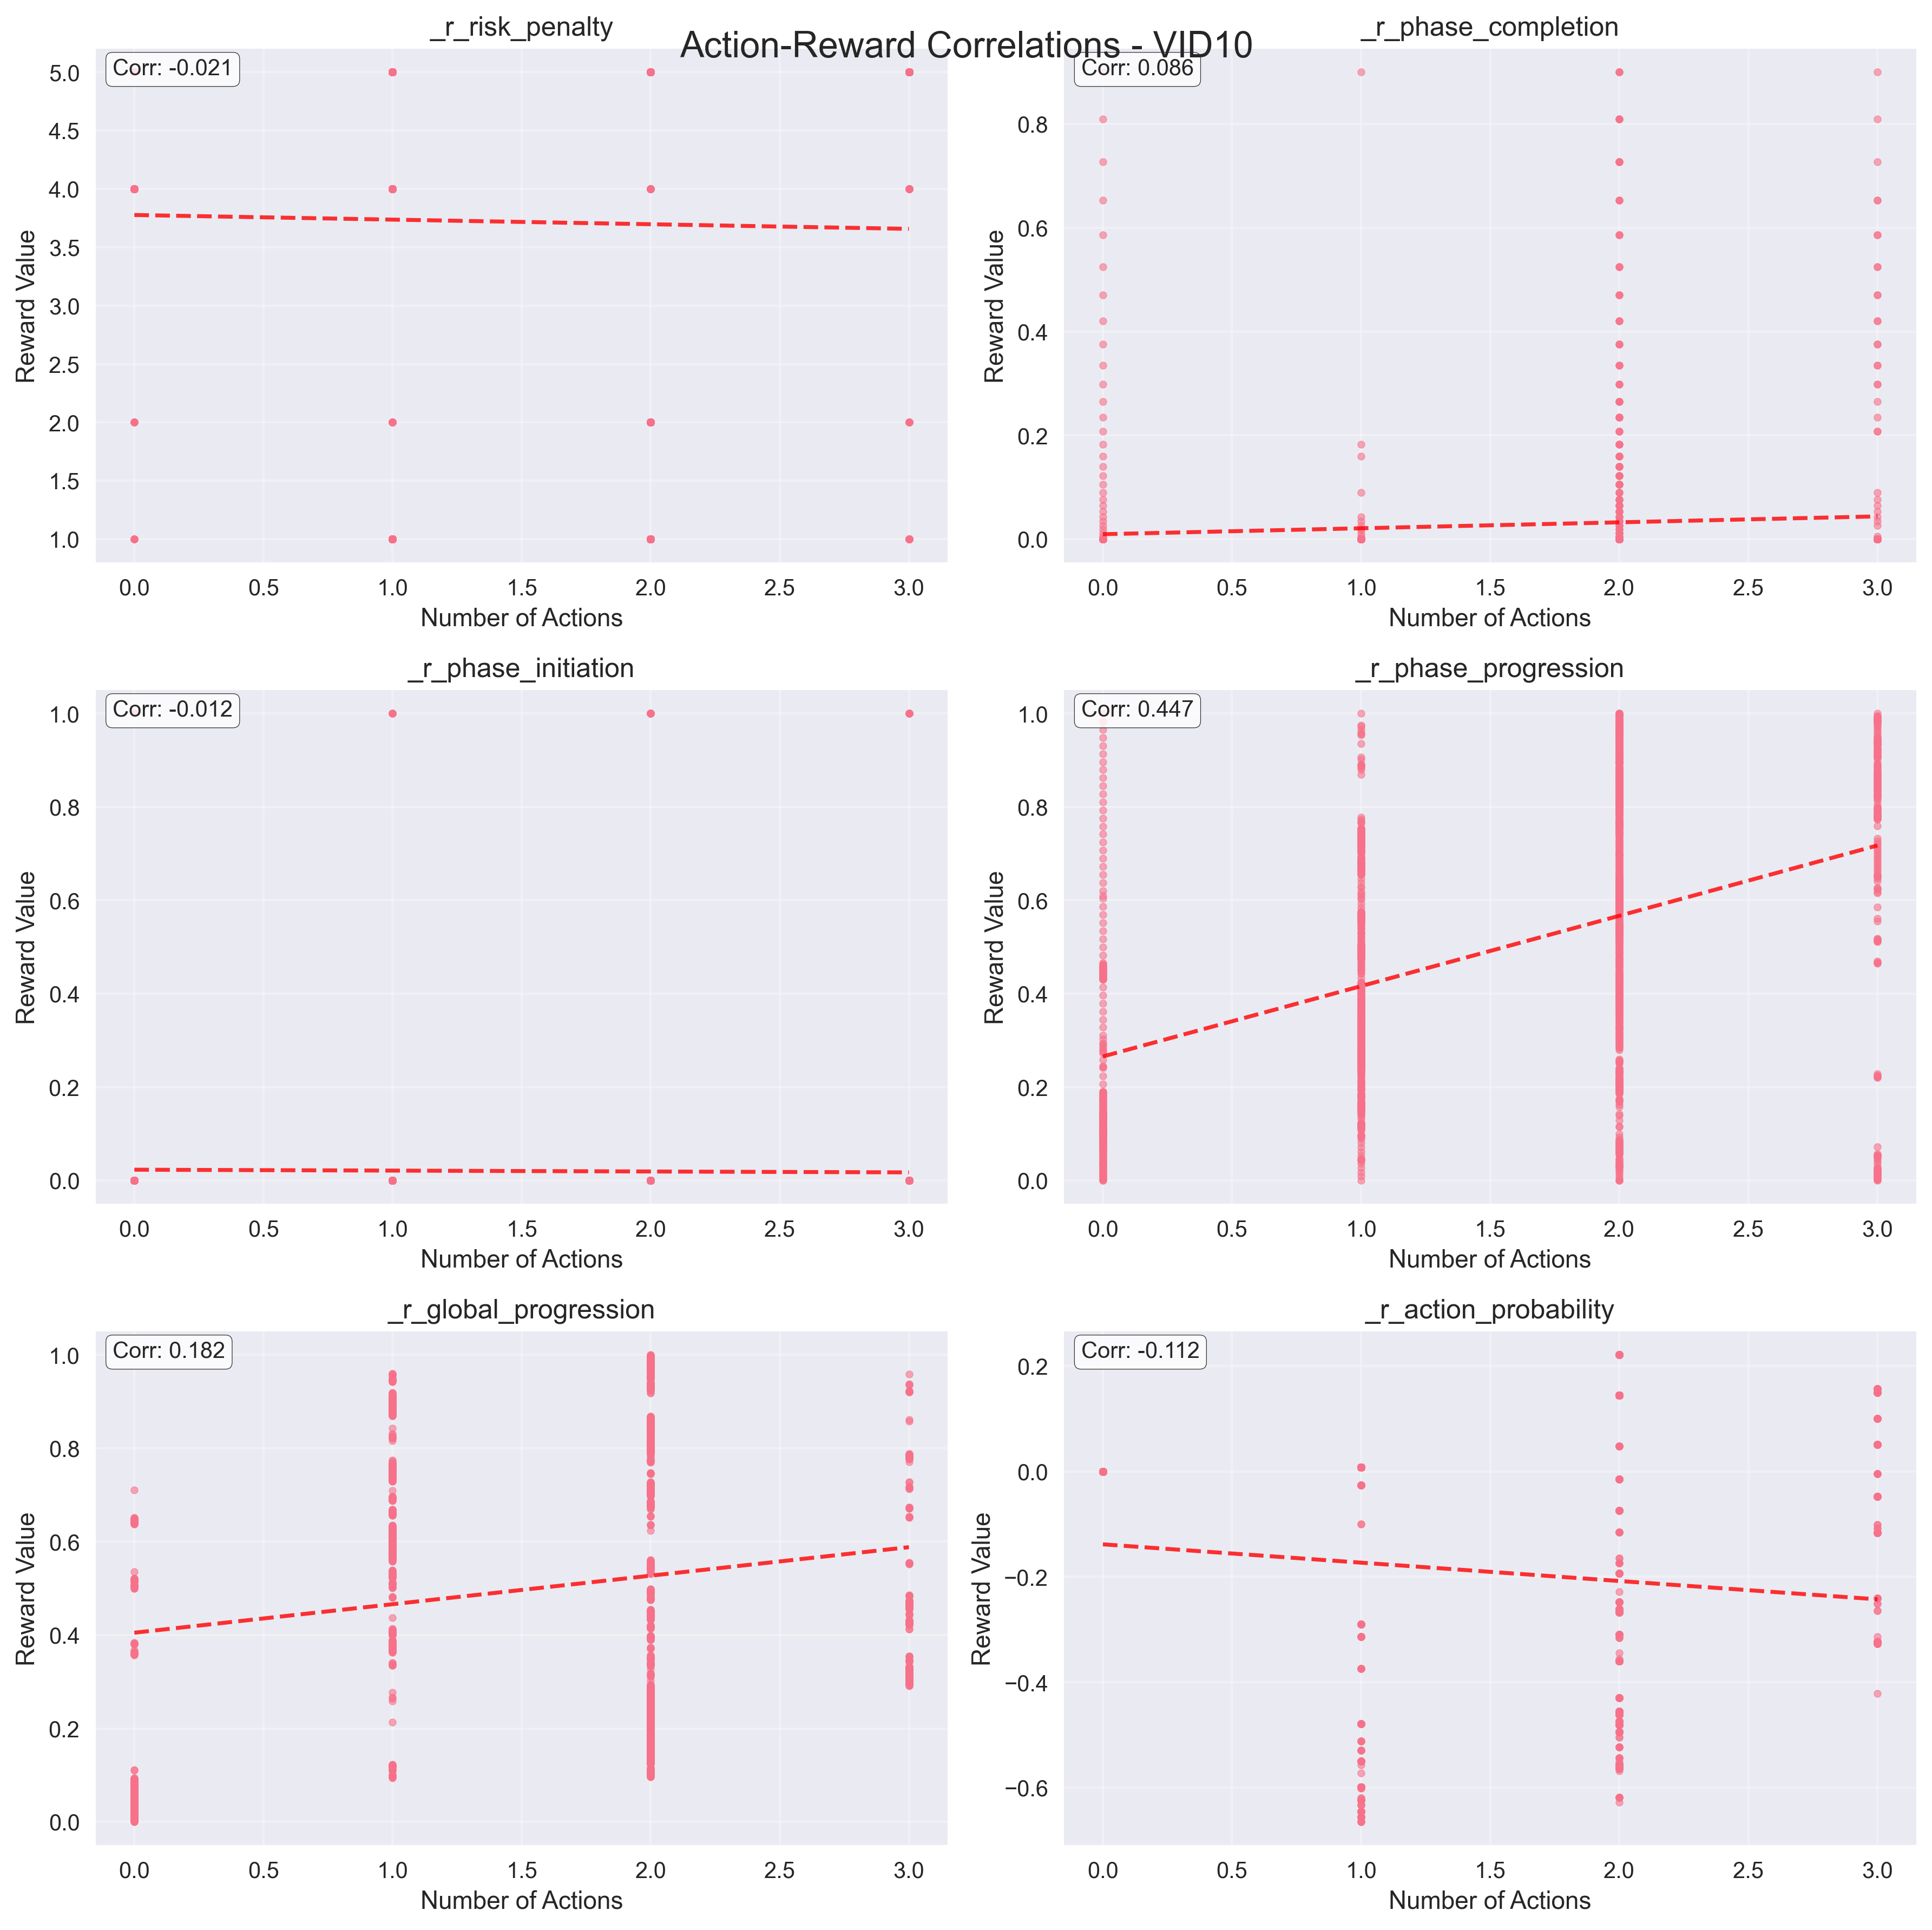 Action-Reward Correlations - VID10
_r_risk_penalty
Corr: -0.021
Reward Value
5.0
4.5
4.0
3.5
3.0
2.5
2.0
1.5
1.0
0.0 0.5 1.0 1.5 2.0 2.5 3.0
Number of Actions
_r_phase_completion
Corr: 0.086
Reward Value
0.8
0.6
0.4
0.2
0.0
0.0 0.5 1.0 1.5 2.0 2.5 3.0
Number of Actions
_r_phase_initiation
Corr: -0.012
Reward Value
1.0
0.8
0.6
0.4
0.2
0.0
0.0 0.5 1.0 1.5 2.0 2.5 3.0
Number of Actions
_r_phase_progression
Corr: 0.447
Reward Value
1.0
0.8
0.6
0.4
0.2
0.0
0.0 0.5 1.0 1.5 2.0 2.5 3.0
Number of Actions
_r_global_progression
Corr: 0.182
Reward Value
1.0
0.8
0.6
0.4
0.2
0.0
0.0 0.5 1.0 1.5 2.0 2.5 3.0
Number of Actions
_r_action_probability
Corr: -0.112
Reward Value
0.2
0.0
−0.2
−0.4
−0.6
0.0 0.5 1.0 1.5 2.0 2.5 3.0
Number of Actions